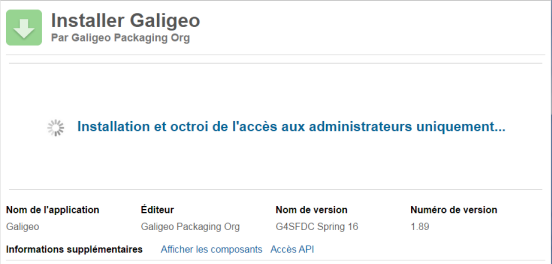 Installer Galigeo
Par Galigeo Packaging Org
Installation et octroi de l'accès aux administrateurs uniquement...
Nom de l'application Éditeur Nom de version Numéro de version
Galigeo Galigeo Packaging Org G4SFDC Spring 16 1.89
Informations supplémentaires Afficher les composants Accès API